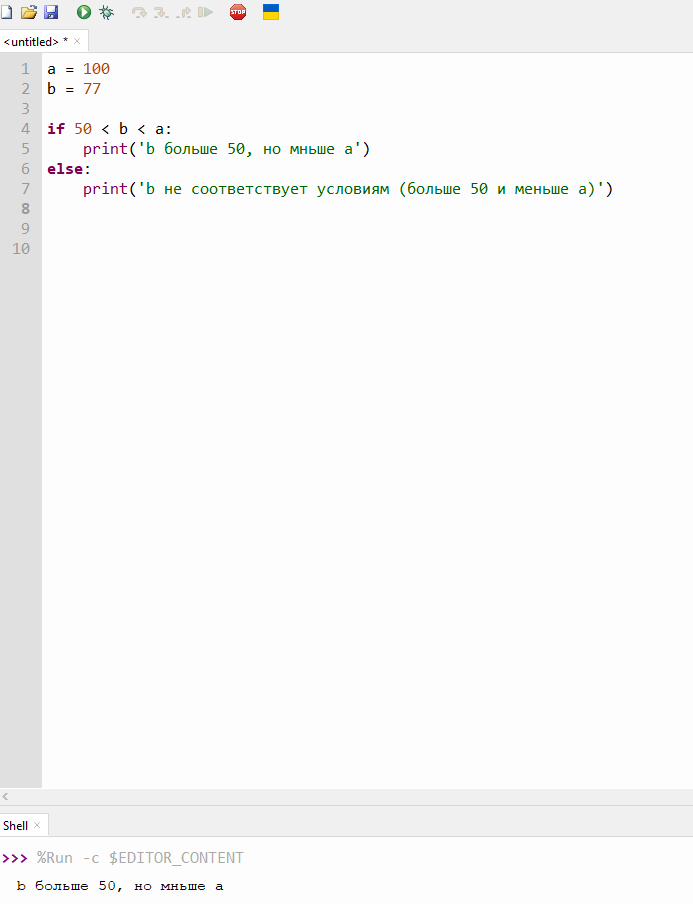 STOP
<untitled> * ×
1 a = 100
2 b = 77
3
4 if 50 < b < a:
5     print('b больше 50, но мньше a')
6 else:
7     print('b не соответствует условиям (больше 50 и меньше a)')
8
9
10
Shell ×
>>> %Run -c $EDITOR_CONTENT
b больше 50, но мньше a